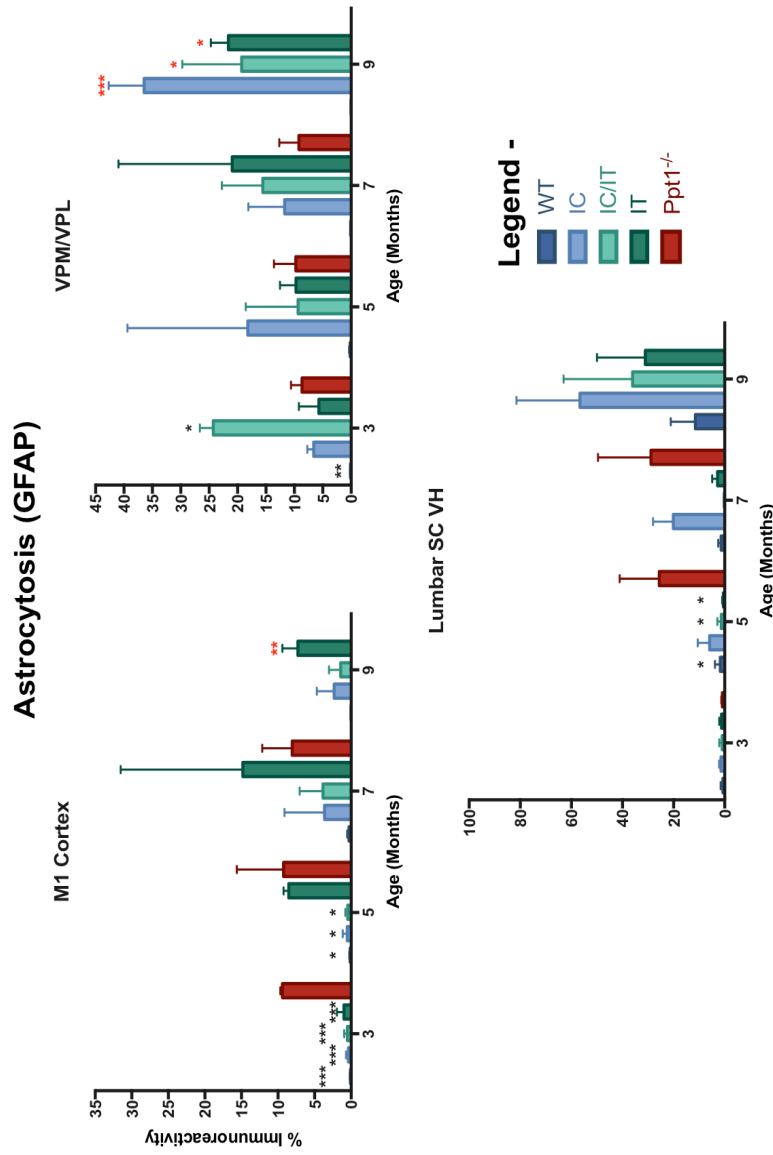 Astrocytosis (GFAP)
M1 Cortex
% Immunoreactivity
35
30
25
20
15
10
5
0
*** *** *** ***
* * *
**
3 5 7 9
Age (Months)
VPM/VPL
45
40
35
30
25
20
15
10
5
0
**
*
*** * *
3 5 7 9
Age (Months)
Lumbar SC VH
100
80
60
40
20
0
* * *
3 5 7 9
Age (Months)
Legend -
WT
IC
IC/IT
IT
Ppt1-/-